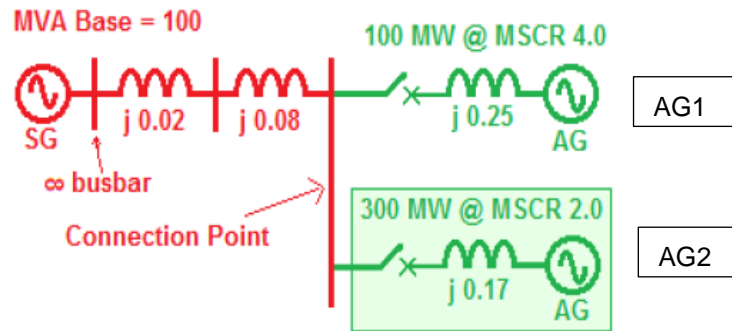 MVA Base = 100
100 MW @ MSCR 4.0
SG
j 0.02
j 0.08
j 0.25
AG
AG1
∞ busbar
Connection Point
300 MW @ MSCR 2.0
j 0.17
AG
AG2